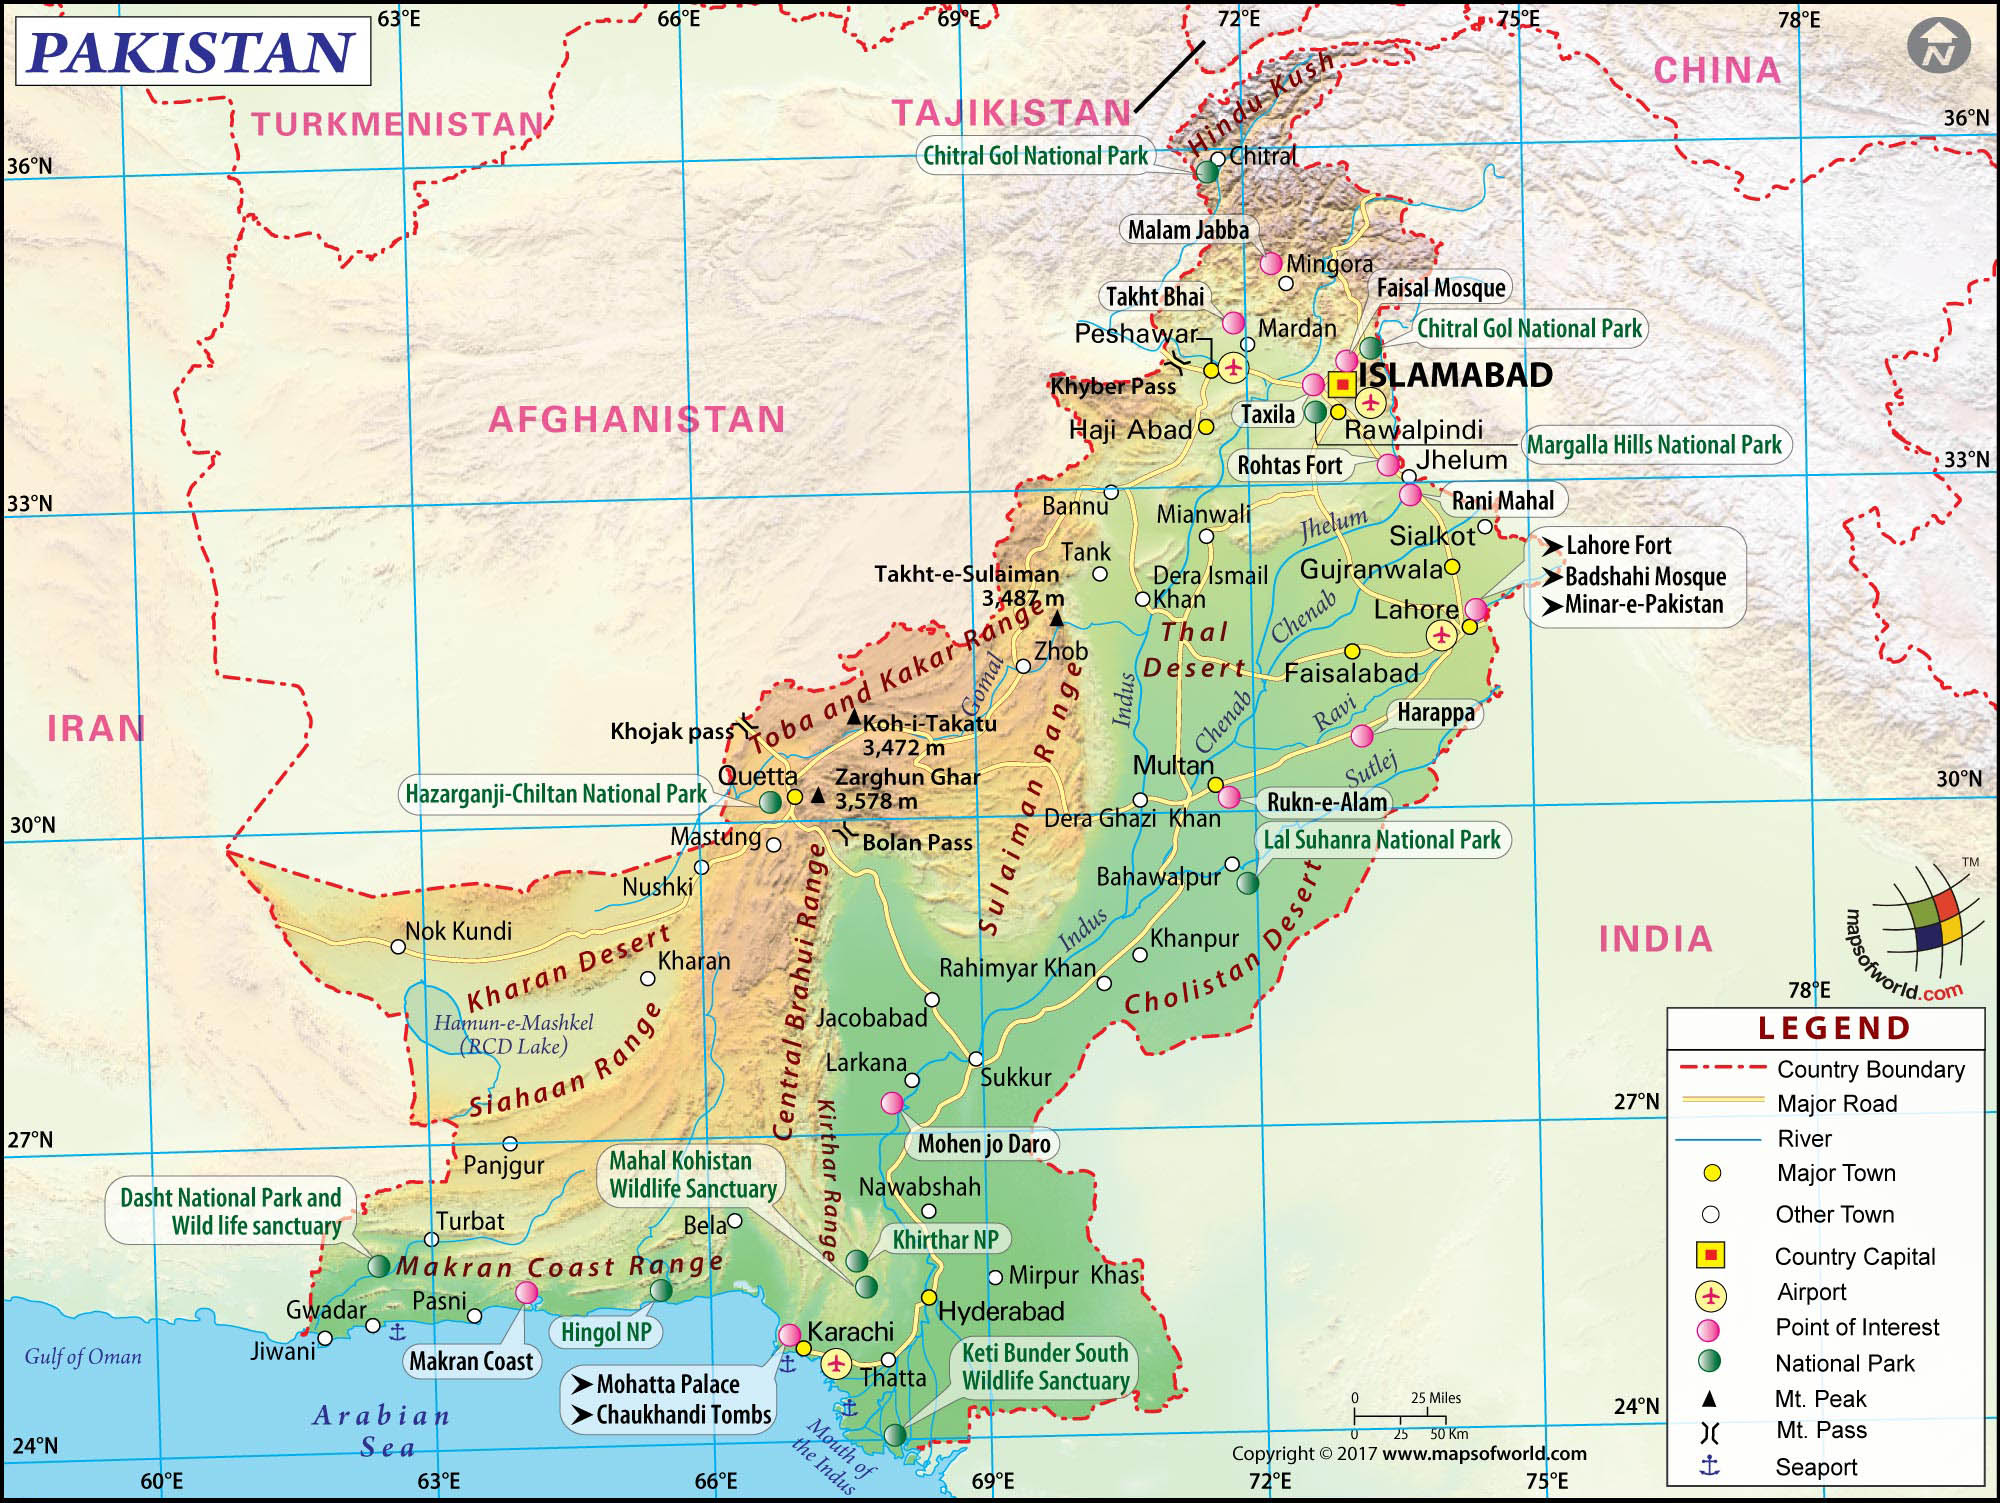 PAKISTAN
63°E
66°E
69°E
72°E
75°E
78°E
N
CHINA
TURKMENISTAN
TAJIKISTAN
Hindu Kush
36°N
36°N
Chitral Gol National Park
Chitral
Malam Jabba
Mingora
Takht Bhai
Faisal Mosque
Mardan
Chitral Gol National Park
Peshawar
Khyber Pass
ISLAMABAD
AFGHANISTAN
Taxila
Haji Abad
Rawalpindi
Margalla Hills National Park
Rohtas Fort
Jhelum
33°N
33°N
Bannu
Rani Mahal
Mianwali
Jhelum
Sialkot
Lahore Fort
Badshahi Mosque
Minar-e-Pakistan
Tank
Takht-e-Sulaiman
3,487 m
Dera Ismail
Khan
Gujranwala
Chenab
Lahore
Thal
Desert
Zhob
Toba and Kakar Range
Gomal
Indus
Faisalabad
Chenab
Ravi
Harappa
IRAN
Khojak pass
Koh-i-Takatu
3,472 m
Sulaiman Range
Sutlej
Multan
Quetta
Zarghun Ghar
3,578 m
30°N
Hazarganji-Chiltan National Park
Rukn-e-Alam
Dera Ghazi Khan
30°N
Mastung
Bolan Pass
Lal Suhanra National Park
Nushki
Bahawalpur
Central Brahui Range
Nok Kundi
Kharan Desert
Indus
Khanpur
INDIA
Kharan
Rahimyar Khan
Cholistan Desert
Hamun-e-Mashkel
(RCD Lake)
Jacobabad
Siahaan Range
Larkana
Sukkur
27°N
27°N
Mohen jo Daro
Kirthar Range
Panjgur
Mahal Kohistan
Wildlife Sanctuary
Nawabshah
Dasht National Park and
Wild life sanctuary
Turbat
Bela
Khirthar NP
Makran Coast Range
Mirpur Khas
Gwadar
Pasni
Hyderabad
Jiwani
Hingol NP
Karachi
Gulf of Oman
Makran Coast
Keti Bunder South
Wildlife Sanctuary
Mohatta Palace
Chaukhandi Tombs
Thatta
Arabian
Sea
Mouth of
the Indus
24°N
24°N
60°E
63°E
66°E
69°E
72°E
75°E
78°E
TM
mapsofworld.com
LEGEND
Country Boundary
Major Road
River
Major Town
Other Town
Country Capital
Airport
Point of Interest
National Park
Mt. Peak
Mt. Pass
Seaport
0 25 Miles
0 25 50 Km
Copyright © 2017 www.mapsofworld.com